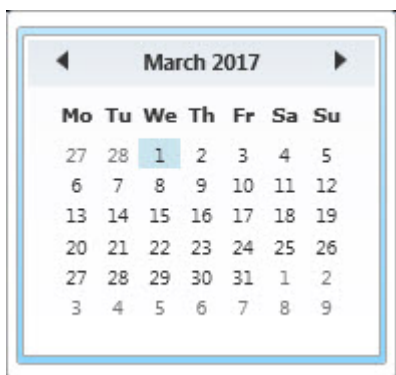 March 2017
Mo Tu We Th Fr Sa Su
27 28 1 2 3 4 5
6 7 8 9 10 11 12
13 14 15 16 17 18 19
20 21 22 23 24 25 26
27 28 29 30 31 1 2
3 4 5 6 7 8 9